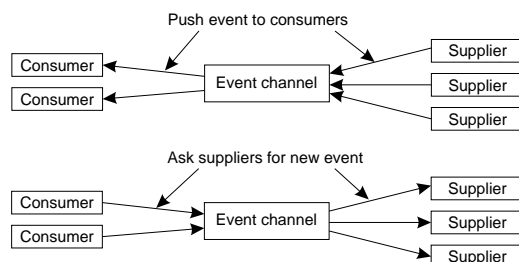 Push event to consumers
Consumer
Consumer
Event channel
Supplier
Supplier
Supplier
Ask suppliers for new event
Consumer
Consumer
Event channel
Supplier
Supplier
Supplier